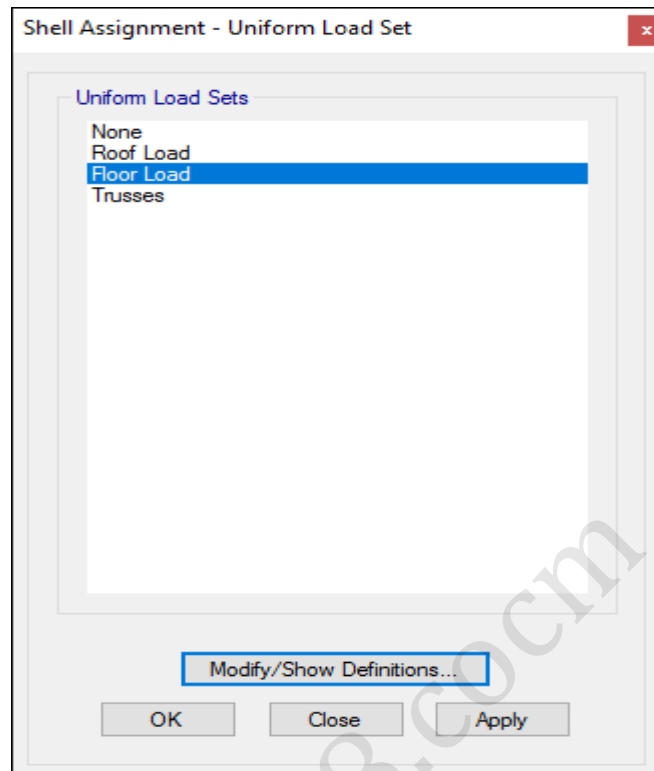 Shell Assignment - Uniform Load Set
x
Uniform Load Sets
None
Roof Load
Floor Load
Trusses
Modify/Show Definitions...
OK Close Apply